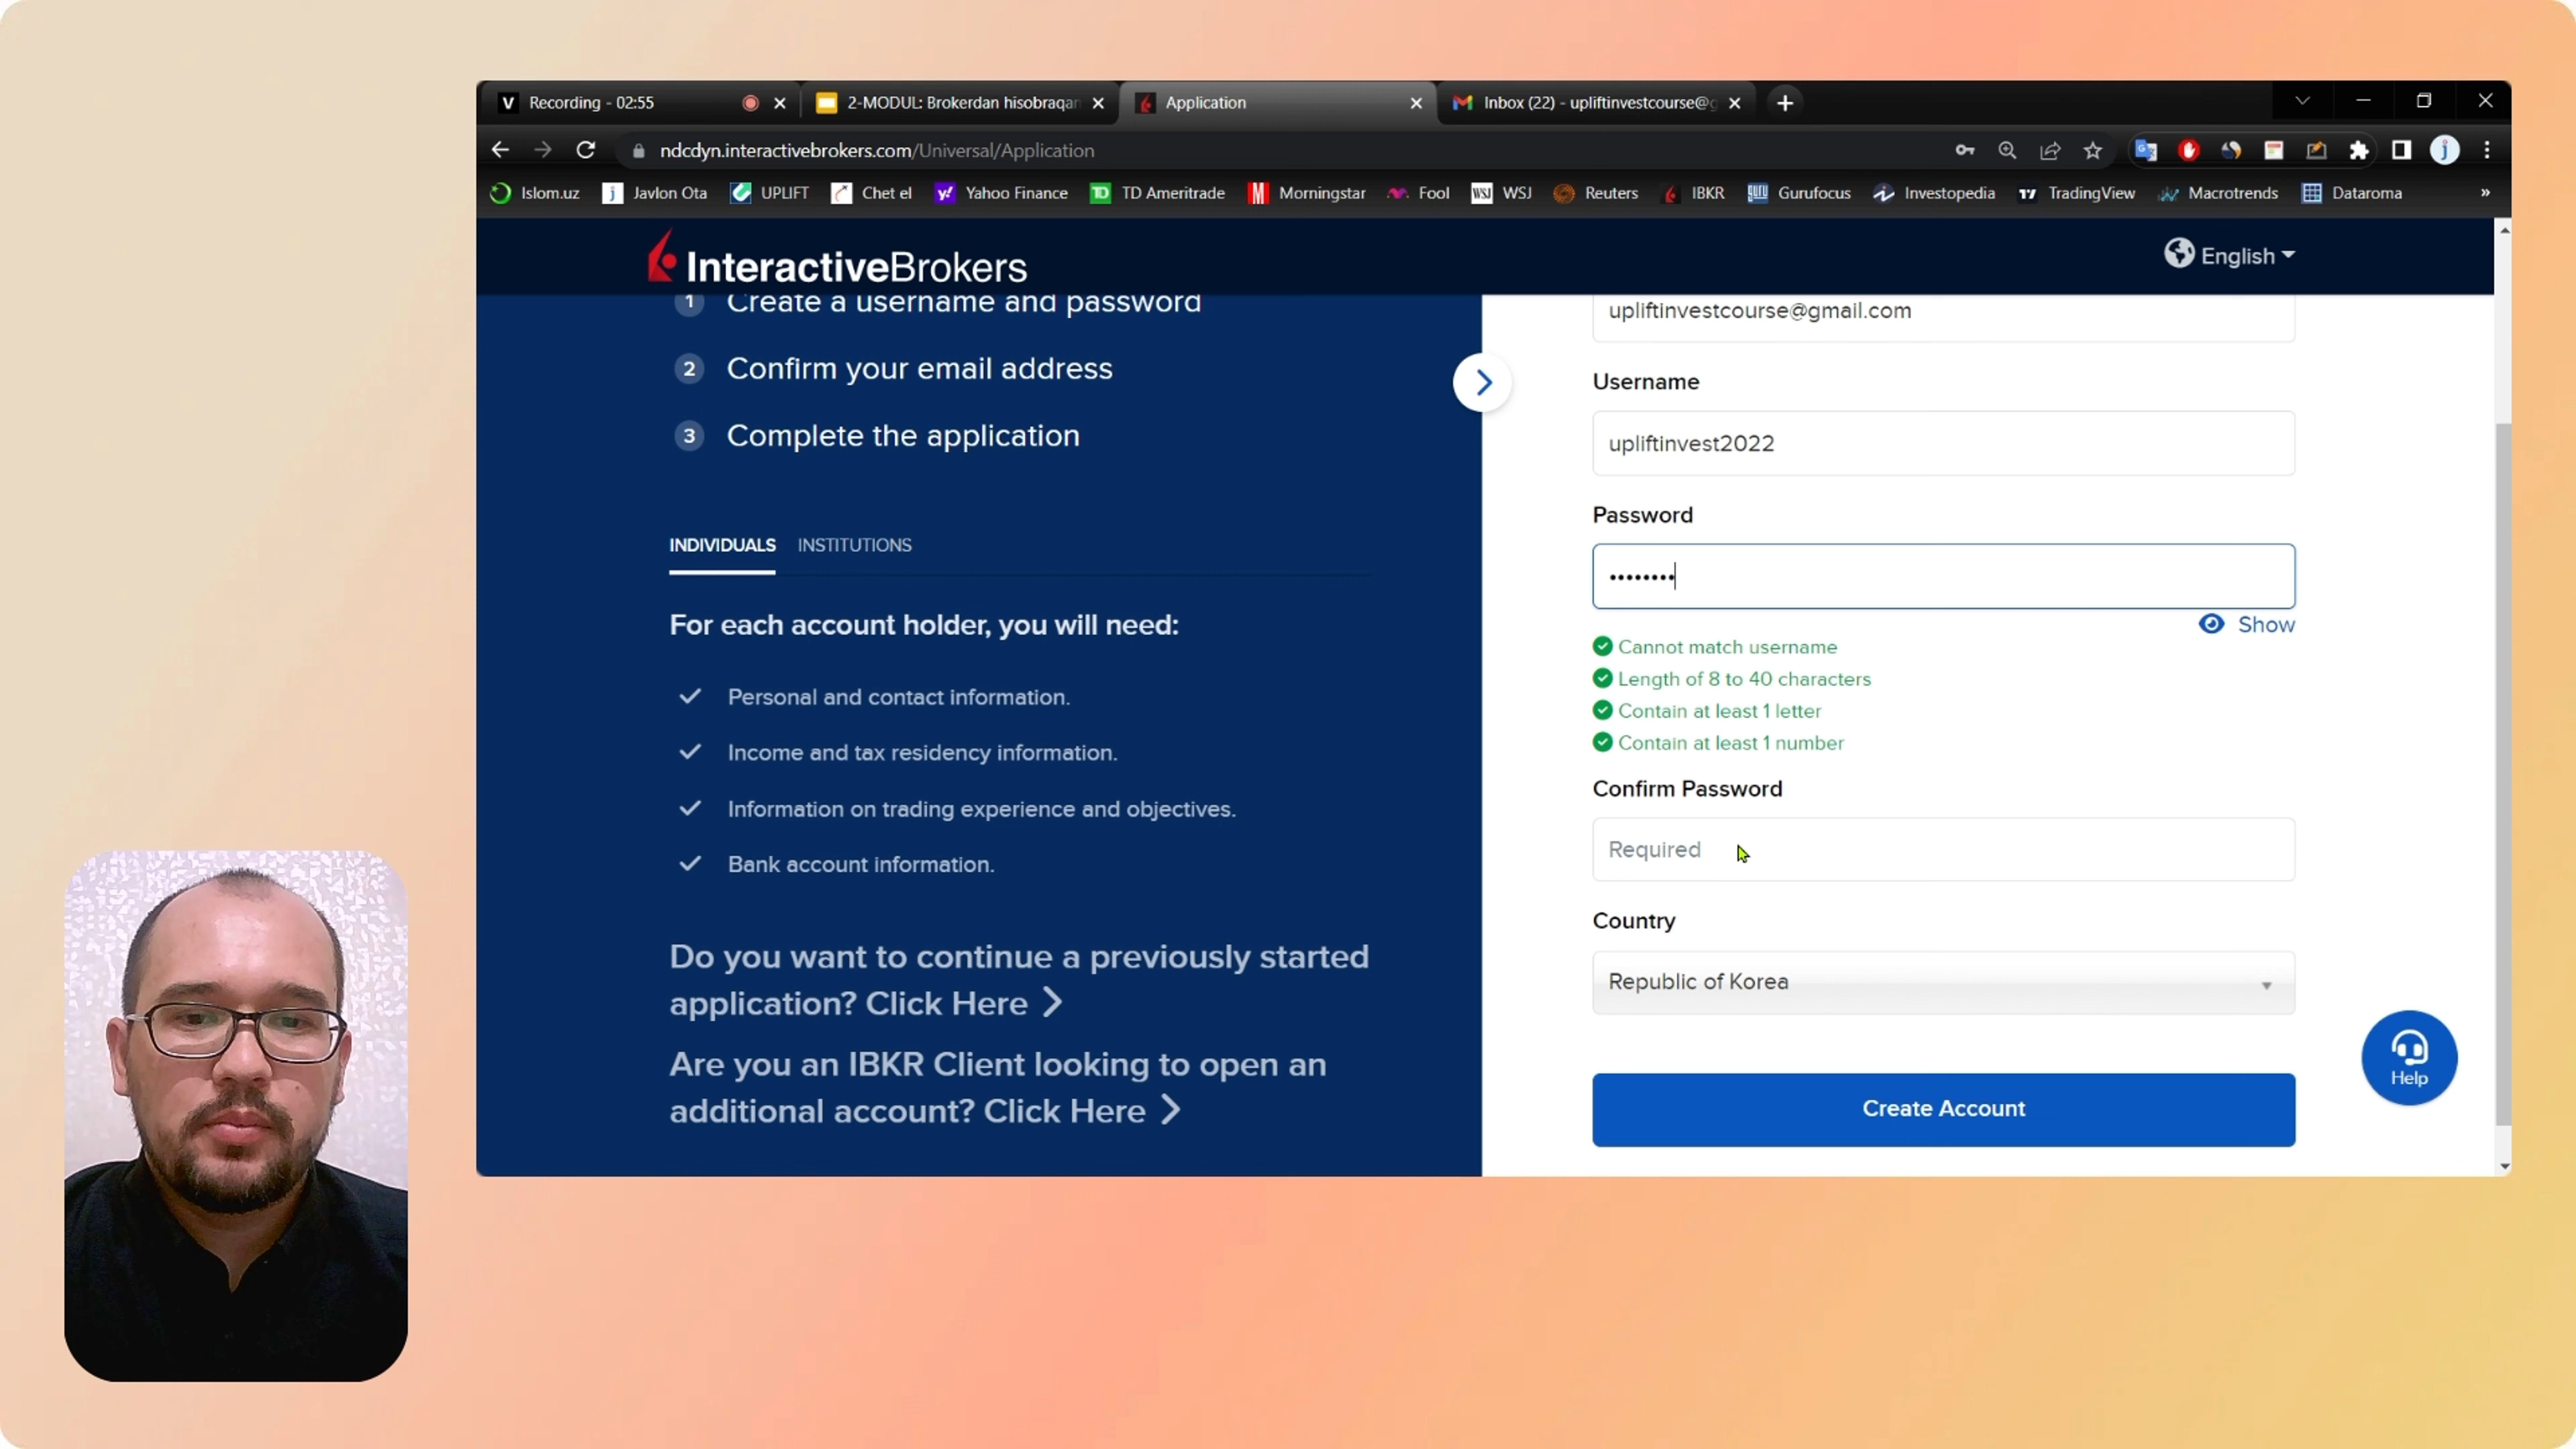 Recording - 02:55
2-MODUL: Brokerdan hisobraqam
Application
Inbox (22) - upliftinvestcourse@g
ndcdyn.interactivebrokers.com/Universal/Application
Islom.uz
Javlon Ota
UPLIFT
Chet el
Yahoo Finance
TD Ameritrade
Morningstar
Fool
WSJ
Reuters
IBKR
Gurufocus
Investopedia
TradingView
Macrotrends
Dataroma
InteractiveBrokers
English
1 Create a username and password
2 Confirm your email address
3 Complete the application
INDIVIDUALS INSTITUTIONS
For each account holder, you will need:
Personal and contact information.
Income and tax residency information.
Information on trading experience and objectives.
Bank account information.
Do you want to continue a previously started
application? Click Here
Are you an IBKR Client looking to open an
additional account? Click Here
upliftinvestcourse@gmail.com
Username
upliftinvest2022
Password
••••••••
Show
Cannot match username
Length of 8 to 40 characters
Contain at least 1 letter
Contain at least 1 number
Confirm Password
Required
Country
Republic of Korea
Create Account
Help